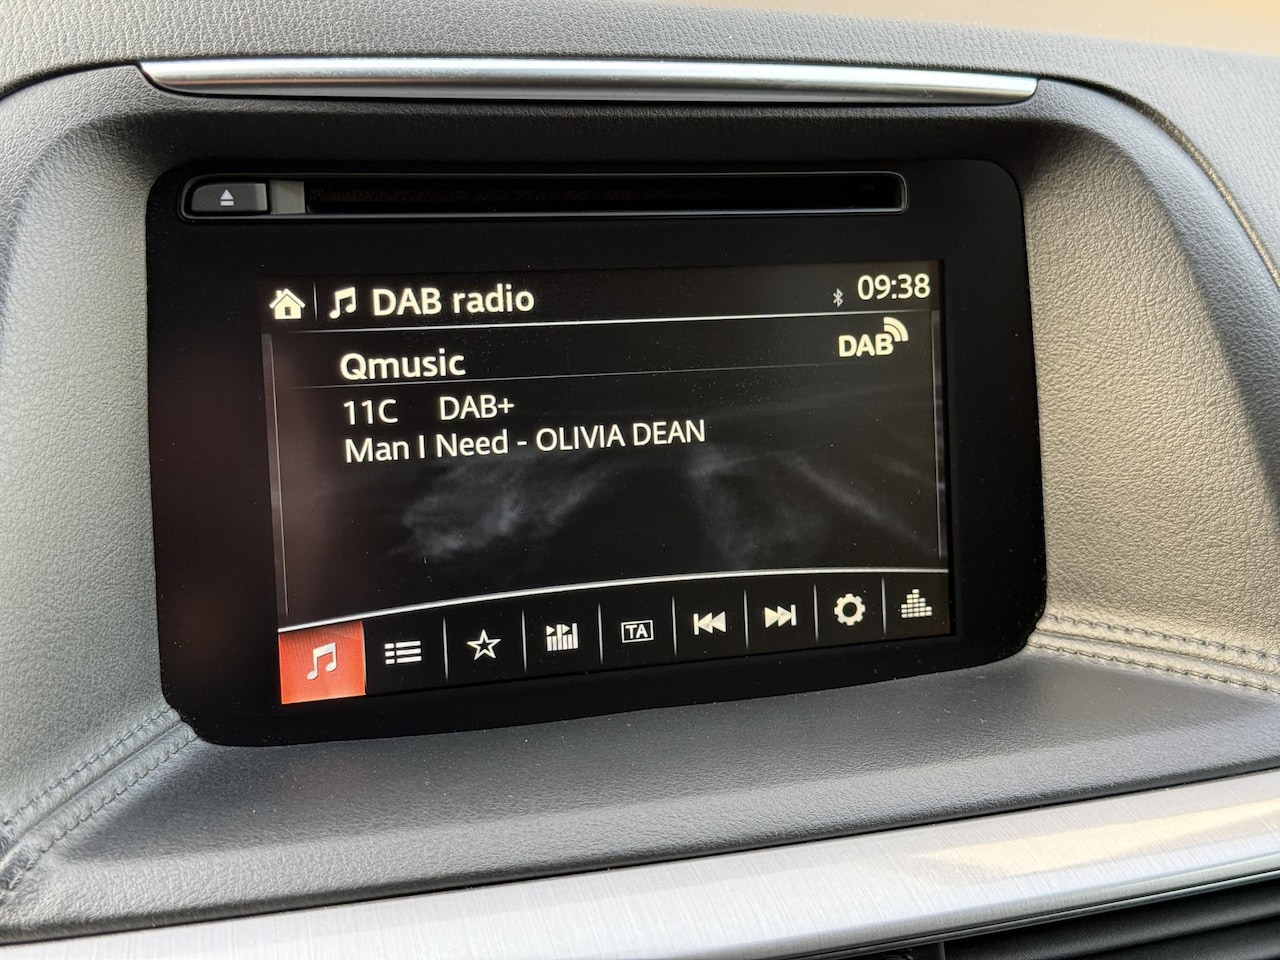 DAB radio 09:38
Qmusic DAB
11C DAB+
Man I Need - OLIVIA DEAN
TA